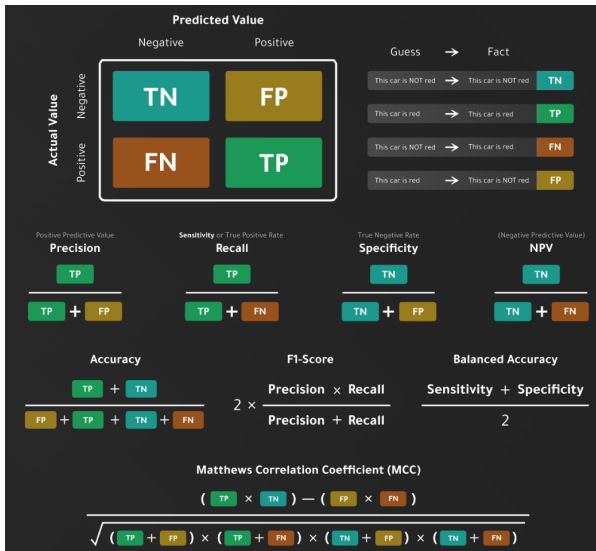 Predicted Value
Negative Positive
Actual Value
Negative
TN FP
Positive
FN TP
Guess → Fact
This car is NOT red → This car is NOT red TN
This car is red → This car is red TP
This car is NOT red → This car is red FN
This car is red → This car is NOT red FP
Positive Predictive Value
Precision
TP
TP + FP
Sensitivity or True Positive Rate
Recall
TP
TP + FN
True Negative Rate
Specificity
TN
TN + FP
(Negative Predictive Value)
NPV
TN
TN + FN
Accuracy
TP + TN
FP + TP + TN + FN
F1-Score
2 ×
Precision × Recall
Precision + Recall
Balanced Accuracy
Sensitivity + Specificity
2
Matthews Correlation Coefficient (MCC)
( TP × TN ) — ( FP × FN )
√ ( TP + FP ) × ( TP + FN ) × ( TN + FP ) × ( TN + FN )